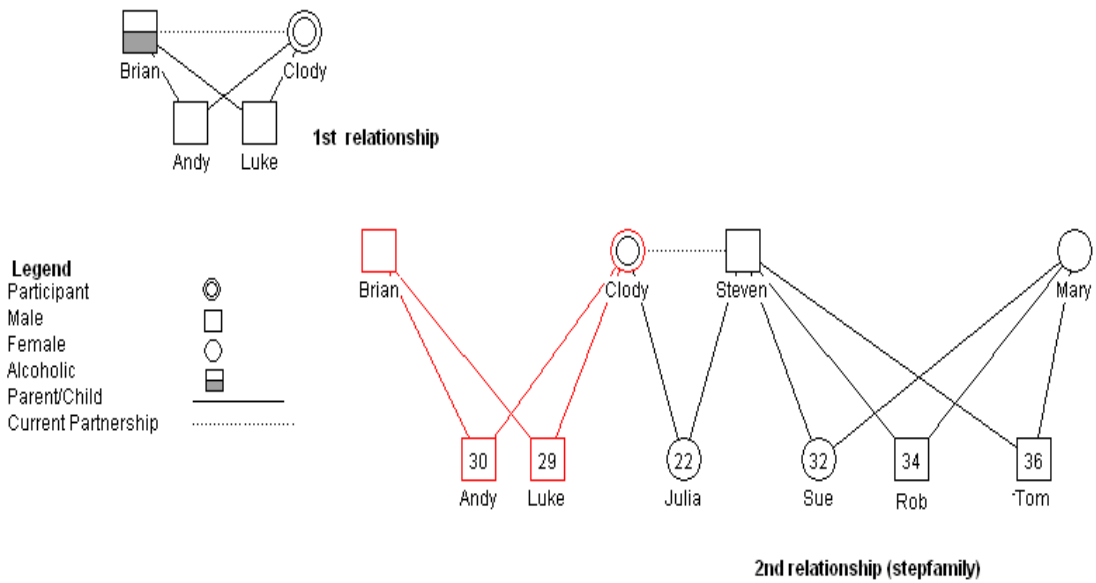 Brian Clody
Andy Luke
1st relationship
Legend
Participant
Male
Female
Alcoholic
Parent/Child
Current Partnership
Brian Clody Steven Mary
30 29 22 32 34 36
Andy Luke Julia Sue Rob Tom
2nd relationship (stepfamily)